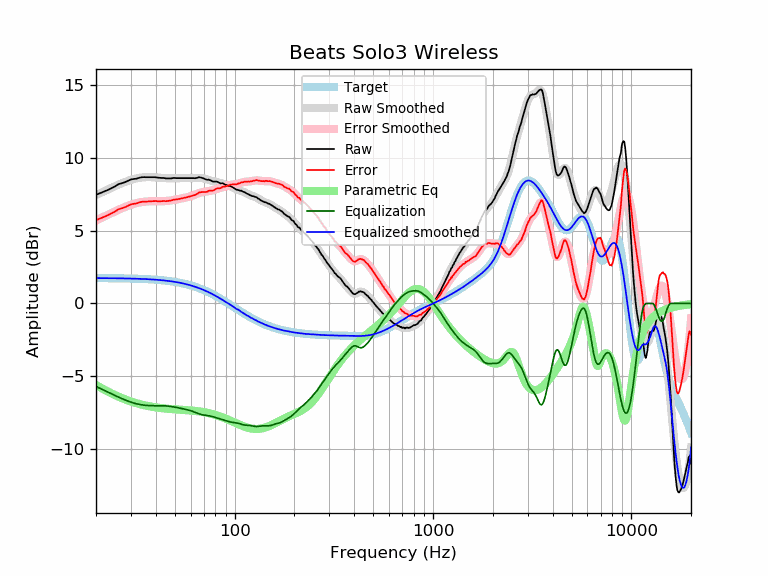 Beats Solo3 Wireless
Target
Raw Smoothed
Error Smoothed
Raw
Error
Parametric Eq
Equalization
Equalized smoothed
15
10
5
0
−5
−10
Amplitude (dBr)
100
1000
10000
Frequency (Hz)